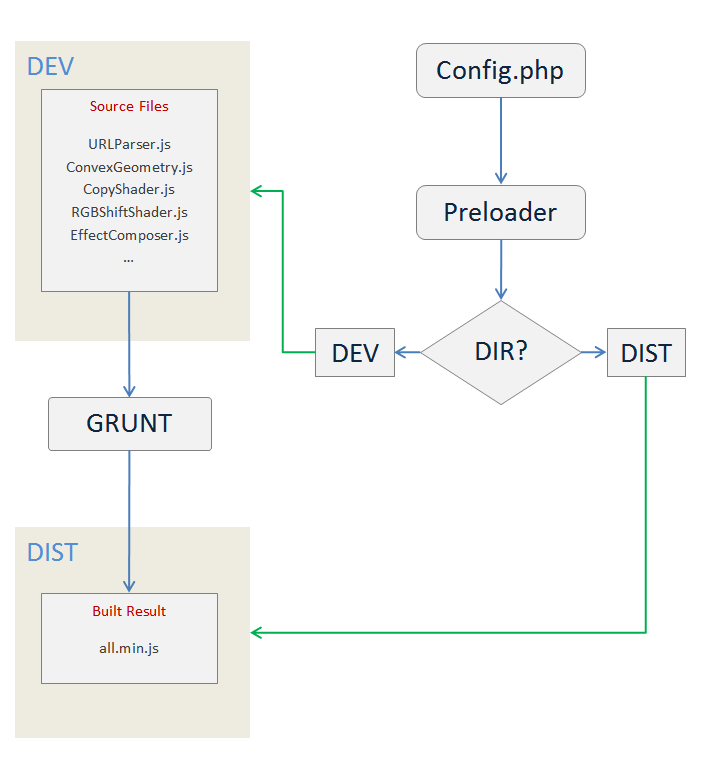 DEV
Source Files
URLParser.js
ConvexGeometry.js
CopyShader.js
RGBShiftShader.js
EffectComposer.js
...
GRUNT
DIST
Built Result
all.min.js
Config.php
Preloader
DIR?
DEV
DIST